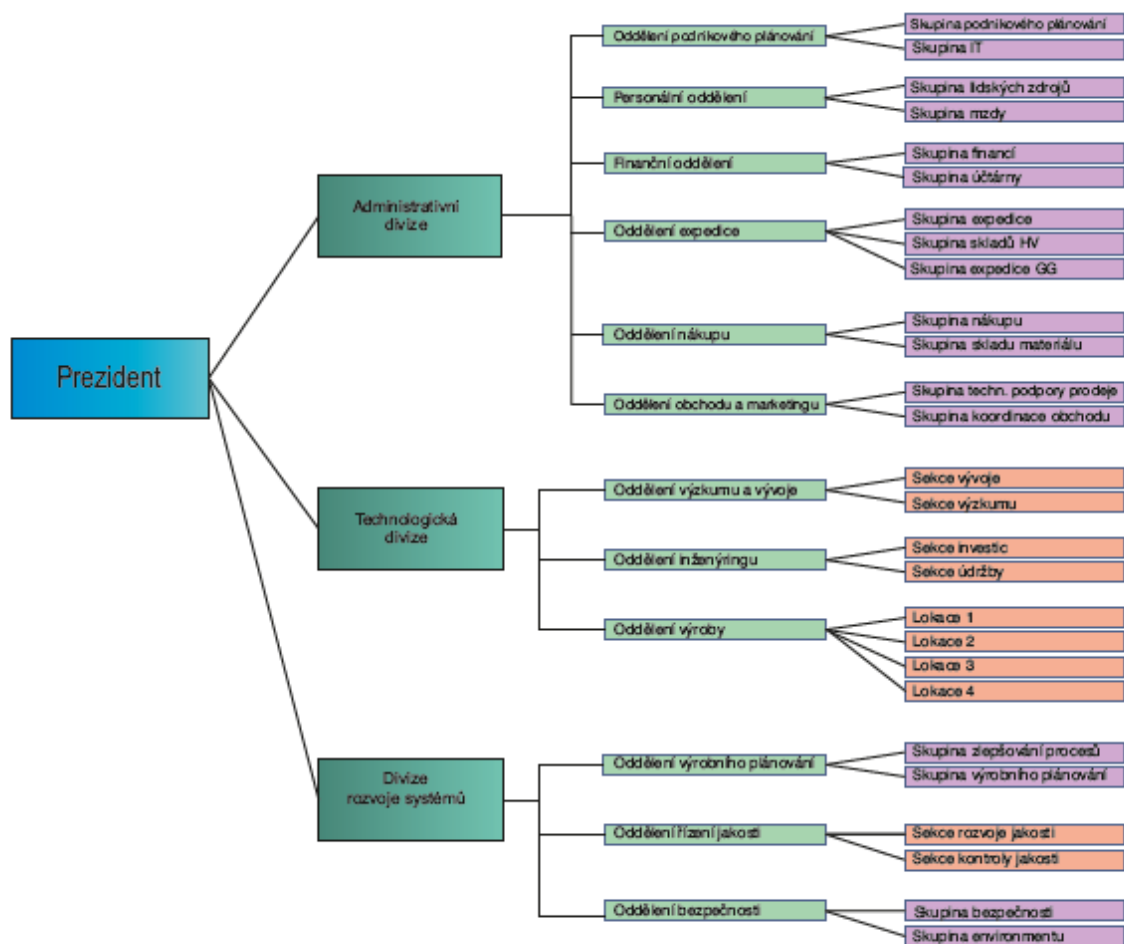 Prezident
Administrativní
divize
Oddělení podnikového plánování
Skupina podnikového plánování
Skupina IT
Personální oddělení
Skupina lidských zdrojů
Skupina mzdy
Finanční oddělení
Skupina financí
Skupina účtárny
Oddělení expedice
Skupina expedice
Skupina skladů HV
Skupina expedice GG
Oddělení nákupu
Skupina nákupu
Skupina skladu materiálu
Oddělení obchodu a marketingu
Skupina techn. podpory prodeje
Skupina koordinace obchodu
Technologická
divize
Oddělení výzkumu a vývoje
Sekce vývoje
Sekce výzkumu
Oddělení inženýringu
Sekce investic
Sekce údržby
Oddělení výroby
Lokace 1
Lokace 2
Lokace 3
Lokace 4
Divize
rozvoje systémů
Oddělení výrobního plánování
Skupina zlepšování procesů
Skupina výrobního plánování
Oddělení řízení jakosti
Sekce rozvoje jakosti
Sekce kontroly jakosti
Oddělení bezpečnosti
Skupina bezpečnosti
Skupina environmentu